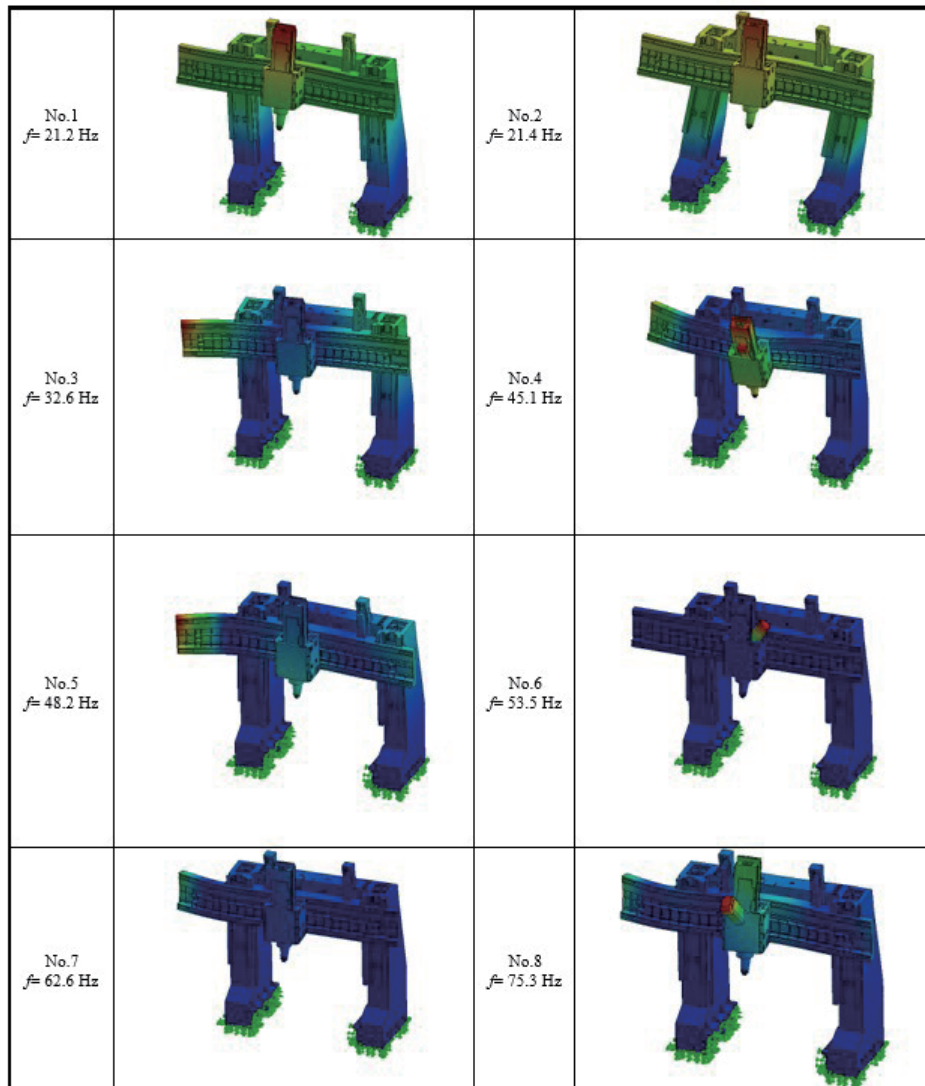 No.1
f= 21.2 Hz
No.2
f= 21.4 Hz
No.3
f= 32.6 Hz
No.4
f= 45.1 Hz
No.5
f= 48.2 Hz
No.6
f= 53.5 Hz
No.7
f= 62.6 Hz
No.8
f= 75.3 Hz